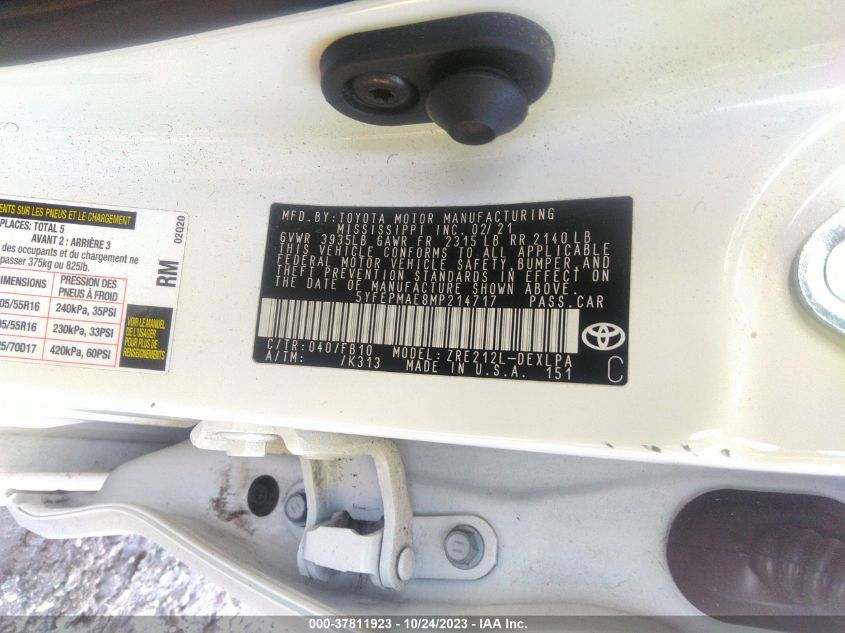 MFD. BY: TOYOTA MOTOR MANUFACTURING
MISSISSIPPI INC. 02/21
GVWR 3935LB GAWR FR 2315 LB RR 2140 LB
THIS VEHICLE CONFORMS TO ALL APPLICABLE
FEDERAL MOTOR VEHICLE SAFETY, BUMPER, AND
THEFT PREVENTION STANDARDS IN EFFECT ON
THE DATE OF MANUFACTURE SHOWN ABOVE.
5YFEPMAE8MP214717 PASS.CAR
C/TR:040/FB10 MODEL: ZRE212L-DEXLPA
A/TM: /K313 MADE IN U.S.A. 151
C
ENTS SUR LES PNEUS ET LE CHARGEMENT
PLACES: TOTAL 5
AVANT 2: ARRIÈRE 3
des occupants et du chargement ne
passer 375kg ou 825lb.
RM
02020
DIMENSIONS PRESSION DES PNEUS À FROID
05/55R16 240kPa, 35PSI
05/55R16 230kPa, 33PSI
25/70D17 420kPa, 60PSI
VOIR LE MANUEL
DE L'USAGER
POUR PLUS DE
RENSEIGNEMENTS
000-37811923 - 10/24/2023 - IAA Inc.